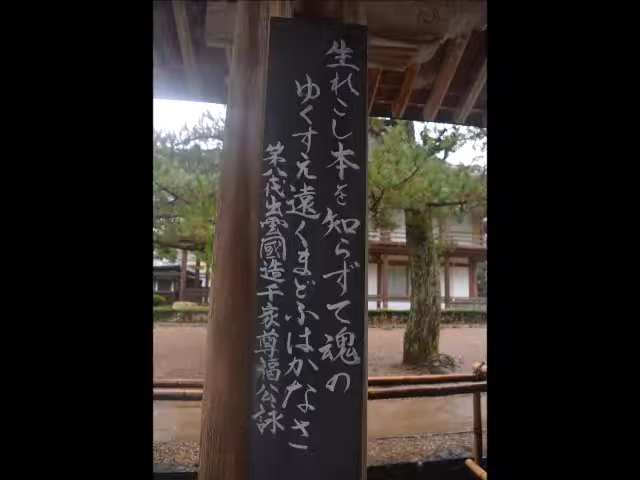 生れこし本を知らずて魂の
ゆくすえ遠くまどふはかなさ
第八代出雲國造千家尊福公詠